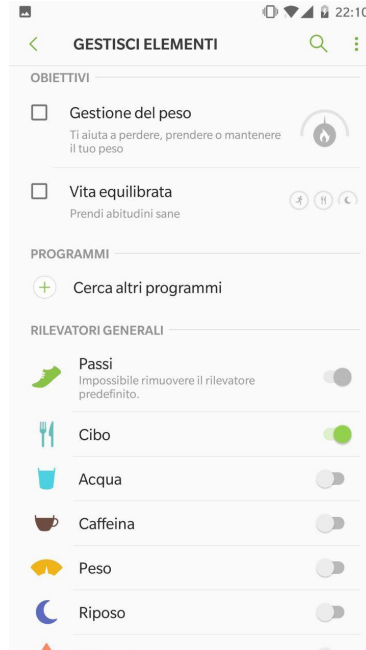 22:10
GESTISCI ELEMENTI
OBIETTIVI
Gestione del peso
Ti aiuta a perdere, prendere o mantenere
il tuo peso
Vita equilibrata
Prendi abitudini sane
PROGRAMMI
Cerca altri programmi
RILEVATORI GENERALI
Passi
Impossibile rimuovere il rilevatore
predefinito.
Cibo
Acqua
Caffeina
Peso
Riposo